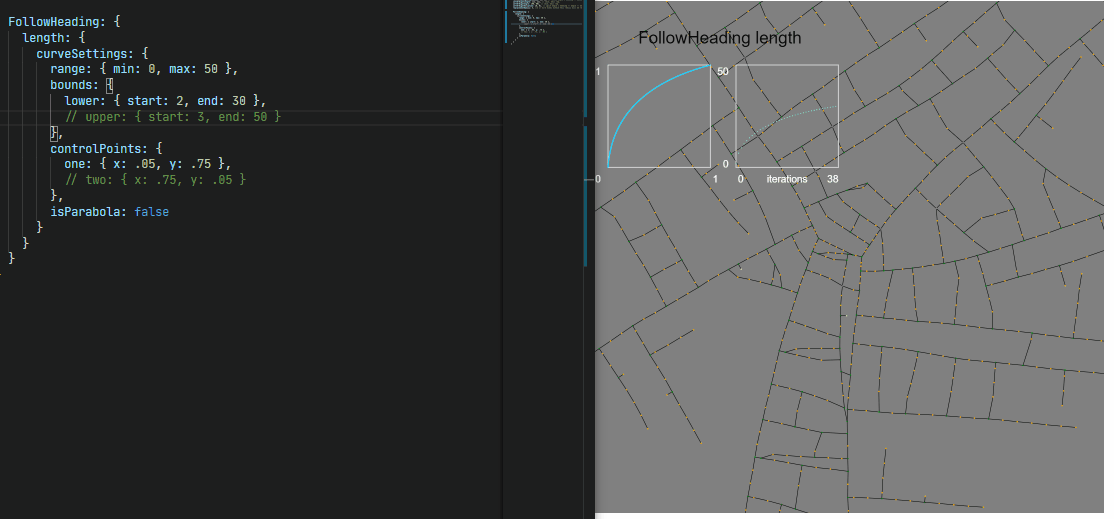 FollowHeading: {
length: {
curveSettings: {
range: { min: 0, max: 50 },
bounds: {
lower: { start: 2, end: 30 },
// upper: { start: 3, end: 50 }
},
controlPoints: {
one: { x: .05, y: .75 },
// two: { x: .75, y: .05 }
},
isParabola: false
}
}
}
FollowHeading length
1
50
0
0
1
0
iterations
38